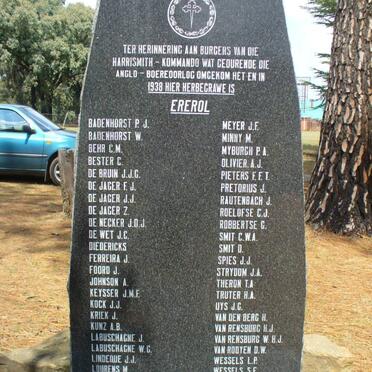 TER HERINNERING AAN BURGERS VAN DIE
HARRISMITH - KOMMANDO WAT GEDURENDE DIE
ANGLO - BOEREOORLOG OMGEKOM HET EN IN
1938 HIER HERBEGRAWE IS
EREROL
BADENHORST P.J.
BADENHORST W.
BEHR C.M.
BESTER C.
DE BRUIN J.J.G.
DE JAGER F.J.
DE JAGER J.J.
DE JAGER Z.
DE NECKER J.D.J.
DE WET J.C.
DIEDERICKS
FERREIRA J.
FOORD J.
JOHNSON A.
KEYSSER J.M.F.
KOCK J.J.
KRIEK J.
KUNZ A.B.
LABUSCHAGNE J.
LABUSCHAGNE W.G.
LINDEQUE J.J.
LOURENS M.
MEYER J.F.
MINNY M.
MYBURGH P.A.
OLIVIER A.J.
PIETERS F.F.T.
PRETORIUS J.
RAUTENBACH J.
ROELOFSE C.J.
ROBBERTSE G.
SMIT C.W.A.
SMIT D.
SPIES J.J.
STRYDOM J.A.
THERON T.A
TRUTER H.A.
UYS J.G.
VAN DEN BERG H.
VAN RENSBURG H.J.
VAN RENSBURG W.H.J.
VAN ROOYEN D.W.
WESSELS L.P.
WESSELS S.F.